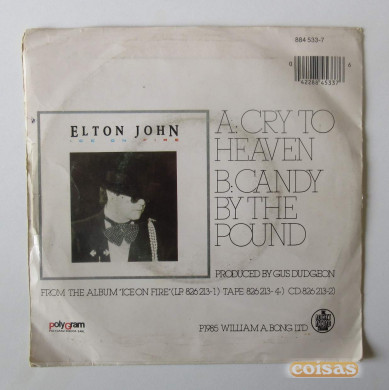 884 533-7
ELTON JOHN
ICE ON FIRE
A: CRY TO
HEAVEN
B: CANDY
BY THE
POUND
PRODUCED BY GUS DUDGEON
FROM THE ALBUM "ICE ON FIRE" (LP 826 213-1) TAPE 826 213-4) CD 826 213-2)
polygram
P1985 WILLIAM A. BONG LTD
coisas